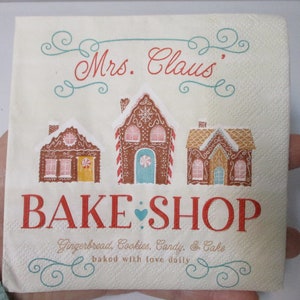 Mrs. Claus'
BAKE SHOP
Gingerbread, Cookies, Candy, & Cake
baked with love daily